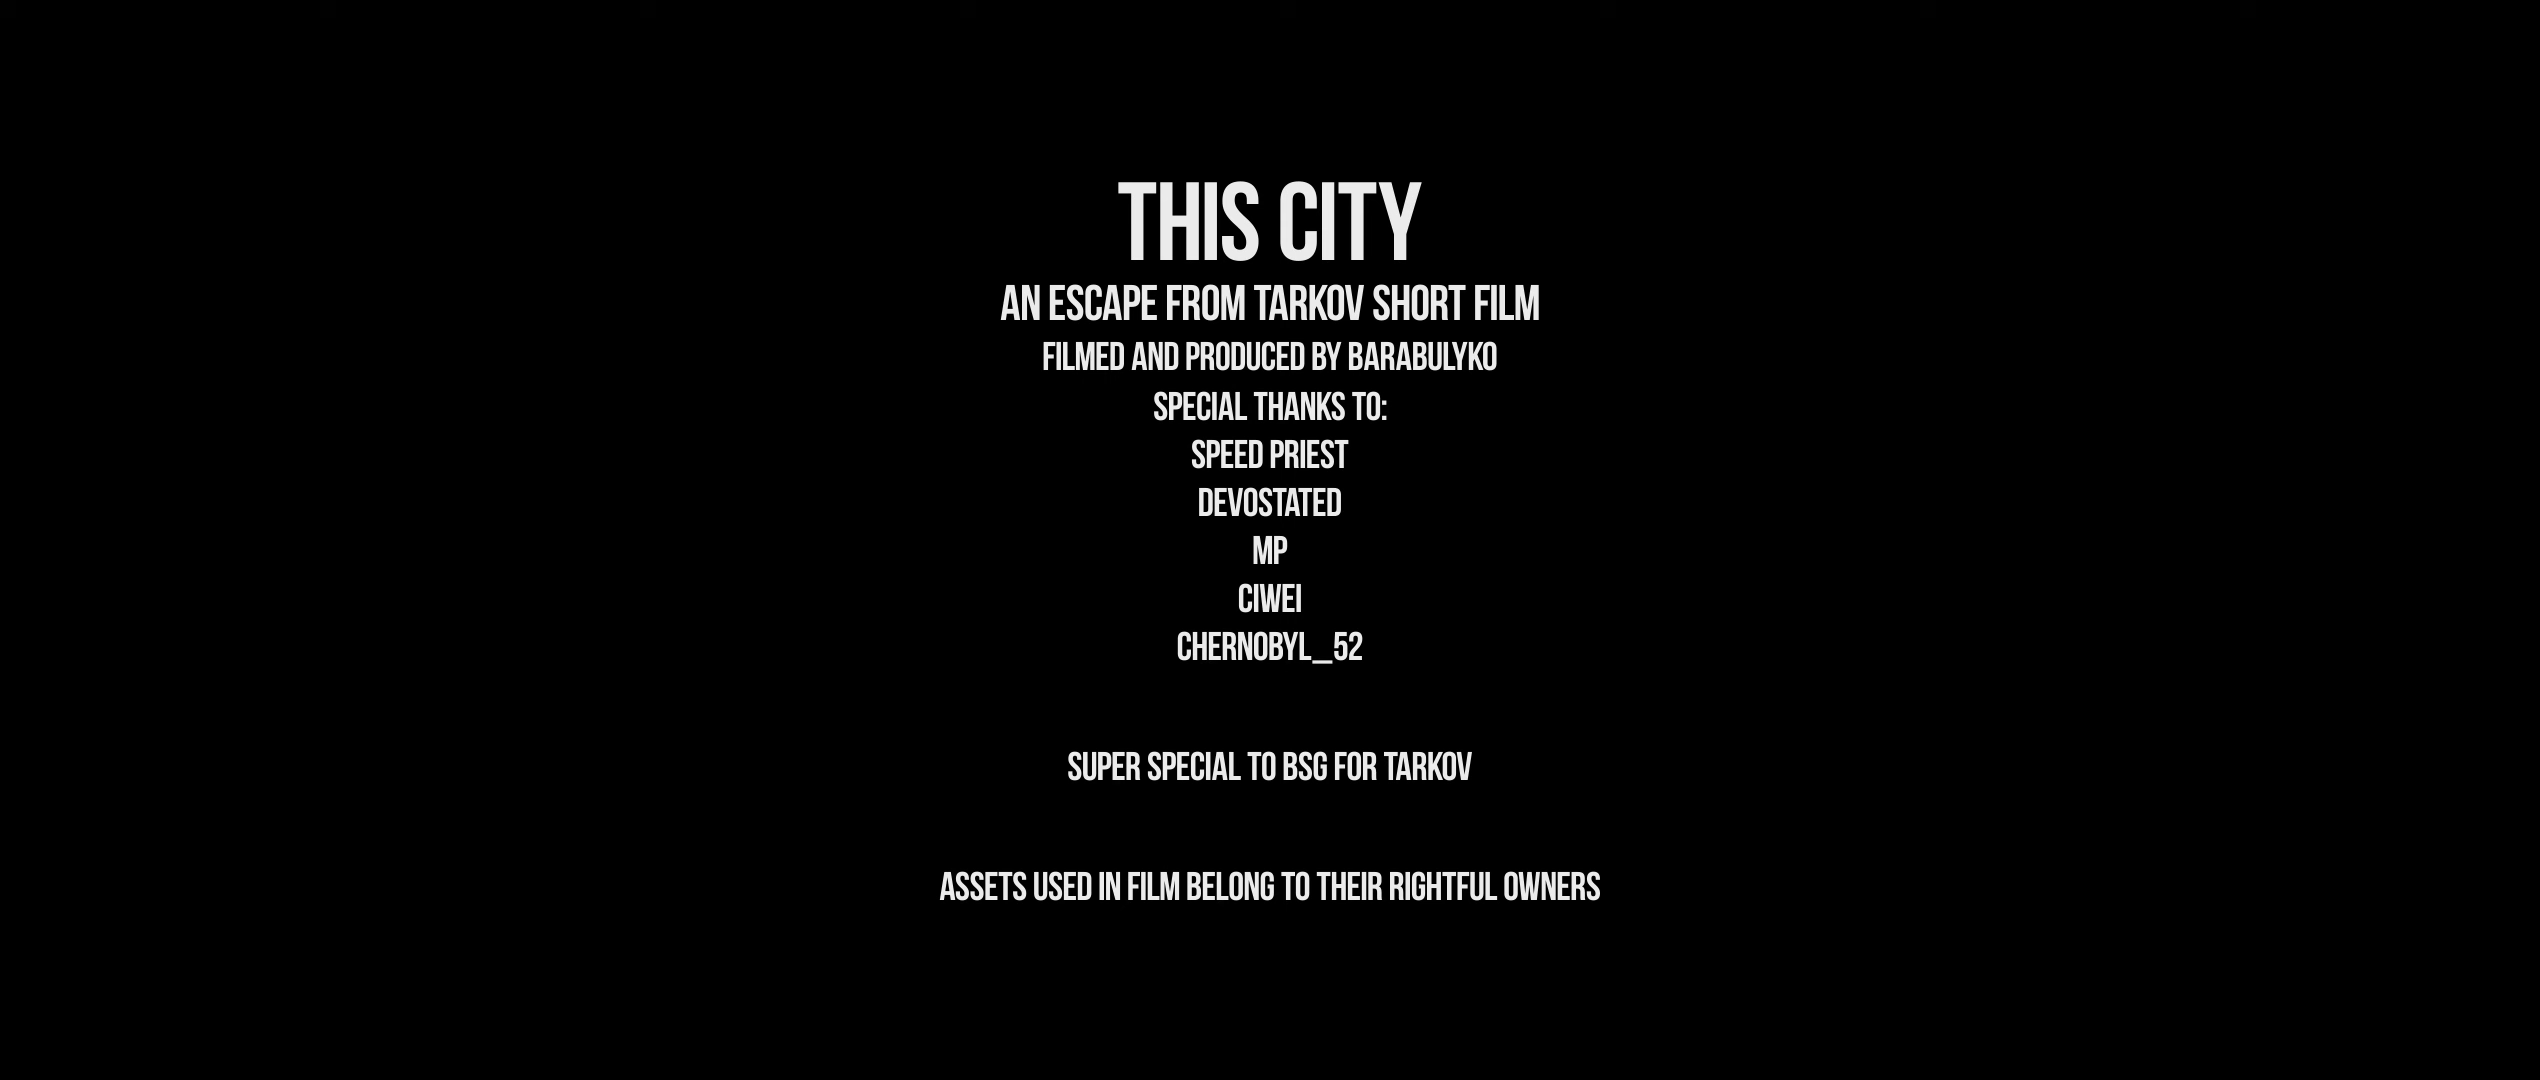 THIS CITY
AN ESCAPE FROM TARKOV SHORT FILM
FILMED AND PRODUCED BY BARABULYKO
SPECIAL THANKS TO:
SPEED PRIEST
DEVOSTATED
MP
CIWEI
CHERNOBYL_52
SUPER SPECIAL TO BSG FOR TARKOV
ASSETS USED IN FILM BELONG TO THEIR RIGHTFUL OWNERS